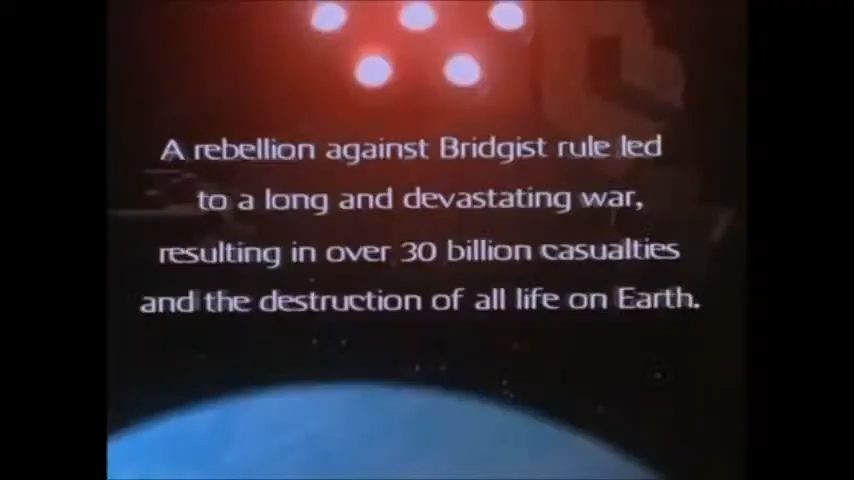 A rebellion against Bridgist rule led
to a long and devastating war,
resulting in over 30 billion casualties
and the destruction of all life on Earth.